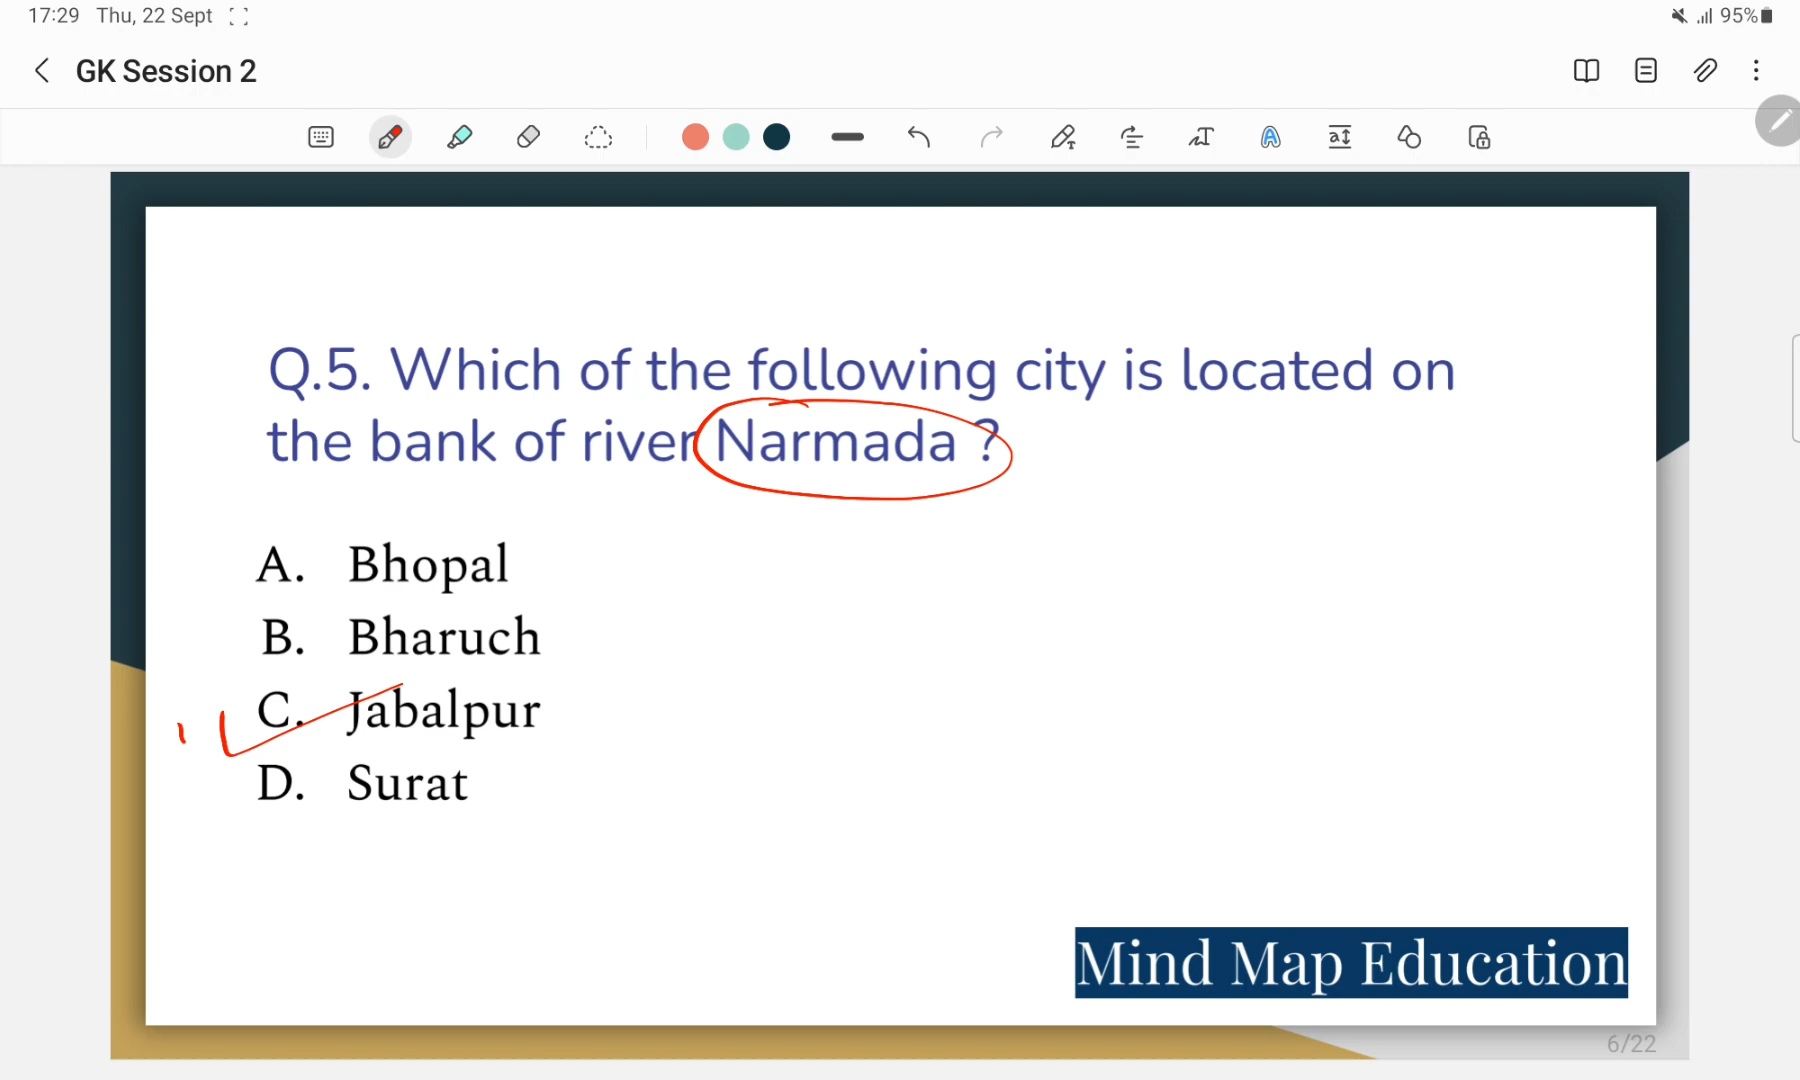 17:29 Thu, 22 Sept 95%
GK Session 2
Q.5. Which of the following city is located on
the bank of river Narmada ?
A. Bhopal
B. Bharuch
C. Jabalpur
D. Surat
Mind Map Education
6/22